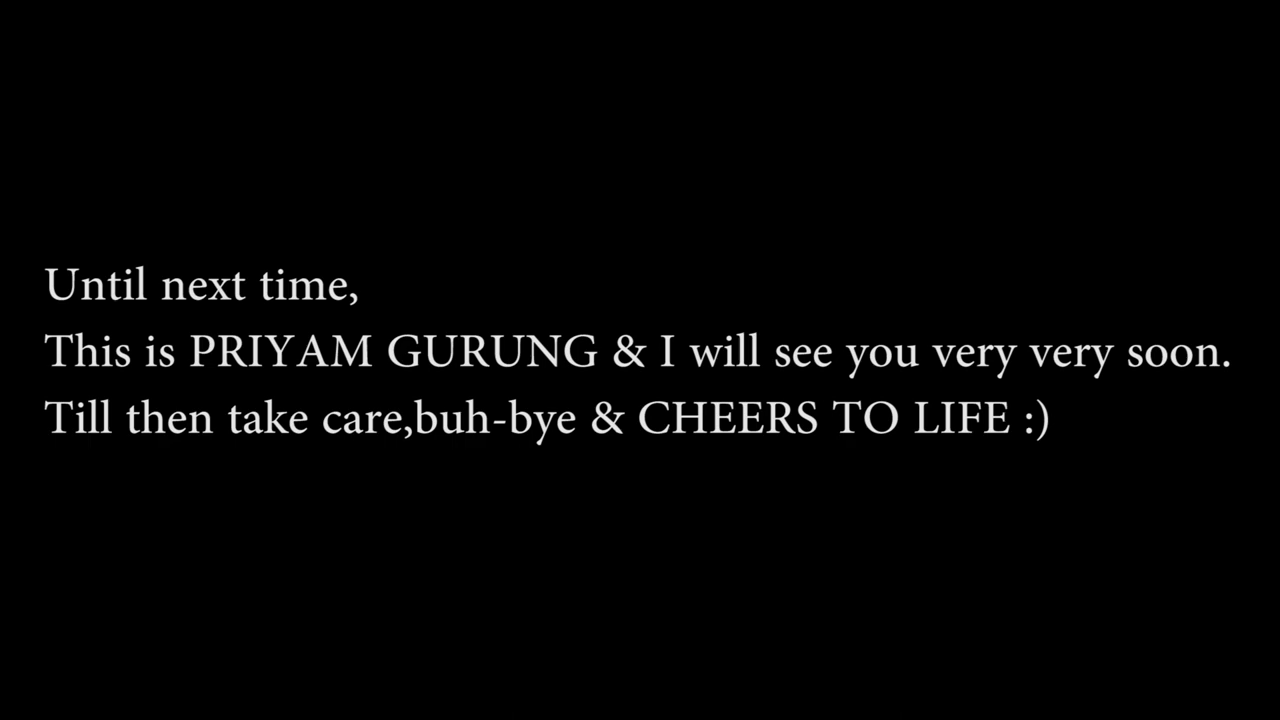 Until next time,
This is PRIYAM GURUNG & I will see you very very soon.
Till then take care,buh-bye & CHEERS TO LIFE :)